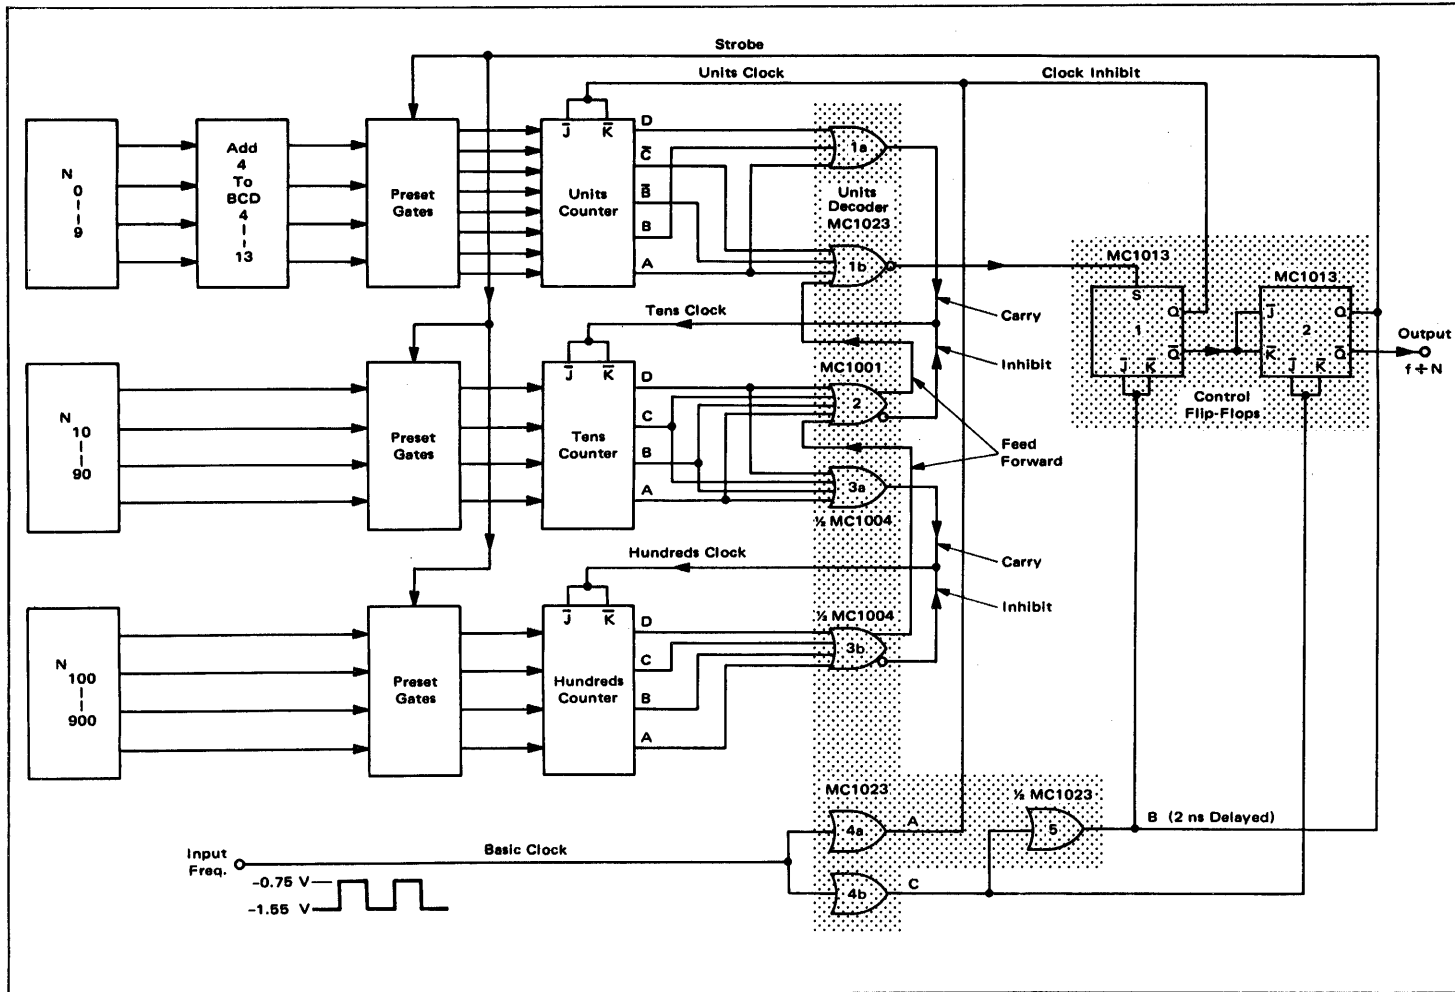 Strobe
Units Clock
Clock Inhibit
N
0
9
Add
4
To
BCD
4
13
Preset
Gates
J̅ K̅
Units
Counter
D
C̅
B̅
B
A
1a
Units
Decoder
MC1023
1b
Carry
Inhibit
MC1013
S
1
Q
Q̅
J̅ K̅
MC1013
J̅
K̅
2
Q
Q̅
J̅ K̅
Control
Flip-Flops
Output
f ÷ N
Tens Clock
N
10
90
Preset
Gates
J̅ K̅
Tens
Counter
D
C
B
A
MC1001
2
3a
½ MC1004
Feed
Forward
Carry
Inhibit
Hundreds Clock
N
100
900
Preset
Gates
J̅ K̅
Hundreds
Counter
D
C
B
A
½ MC1004
3b
MC1023
4a
A
4b
C
½ MC1023
5
B (2 ns Delayed)
Input
Freq.
Basic Clock
−0.75 V
−1.55 V